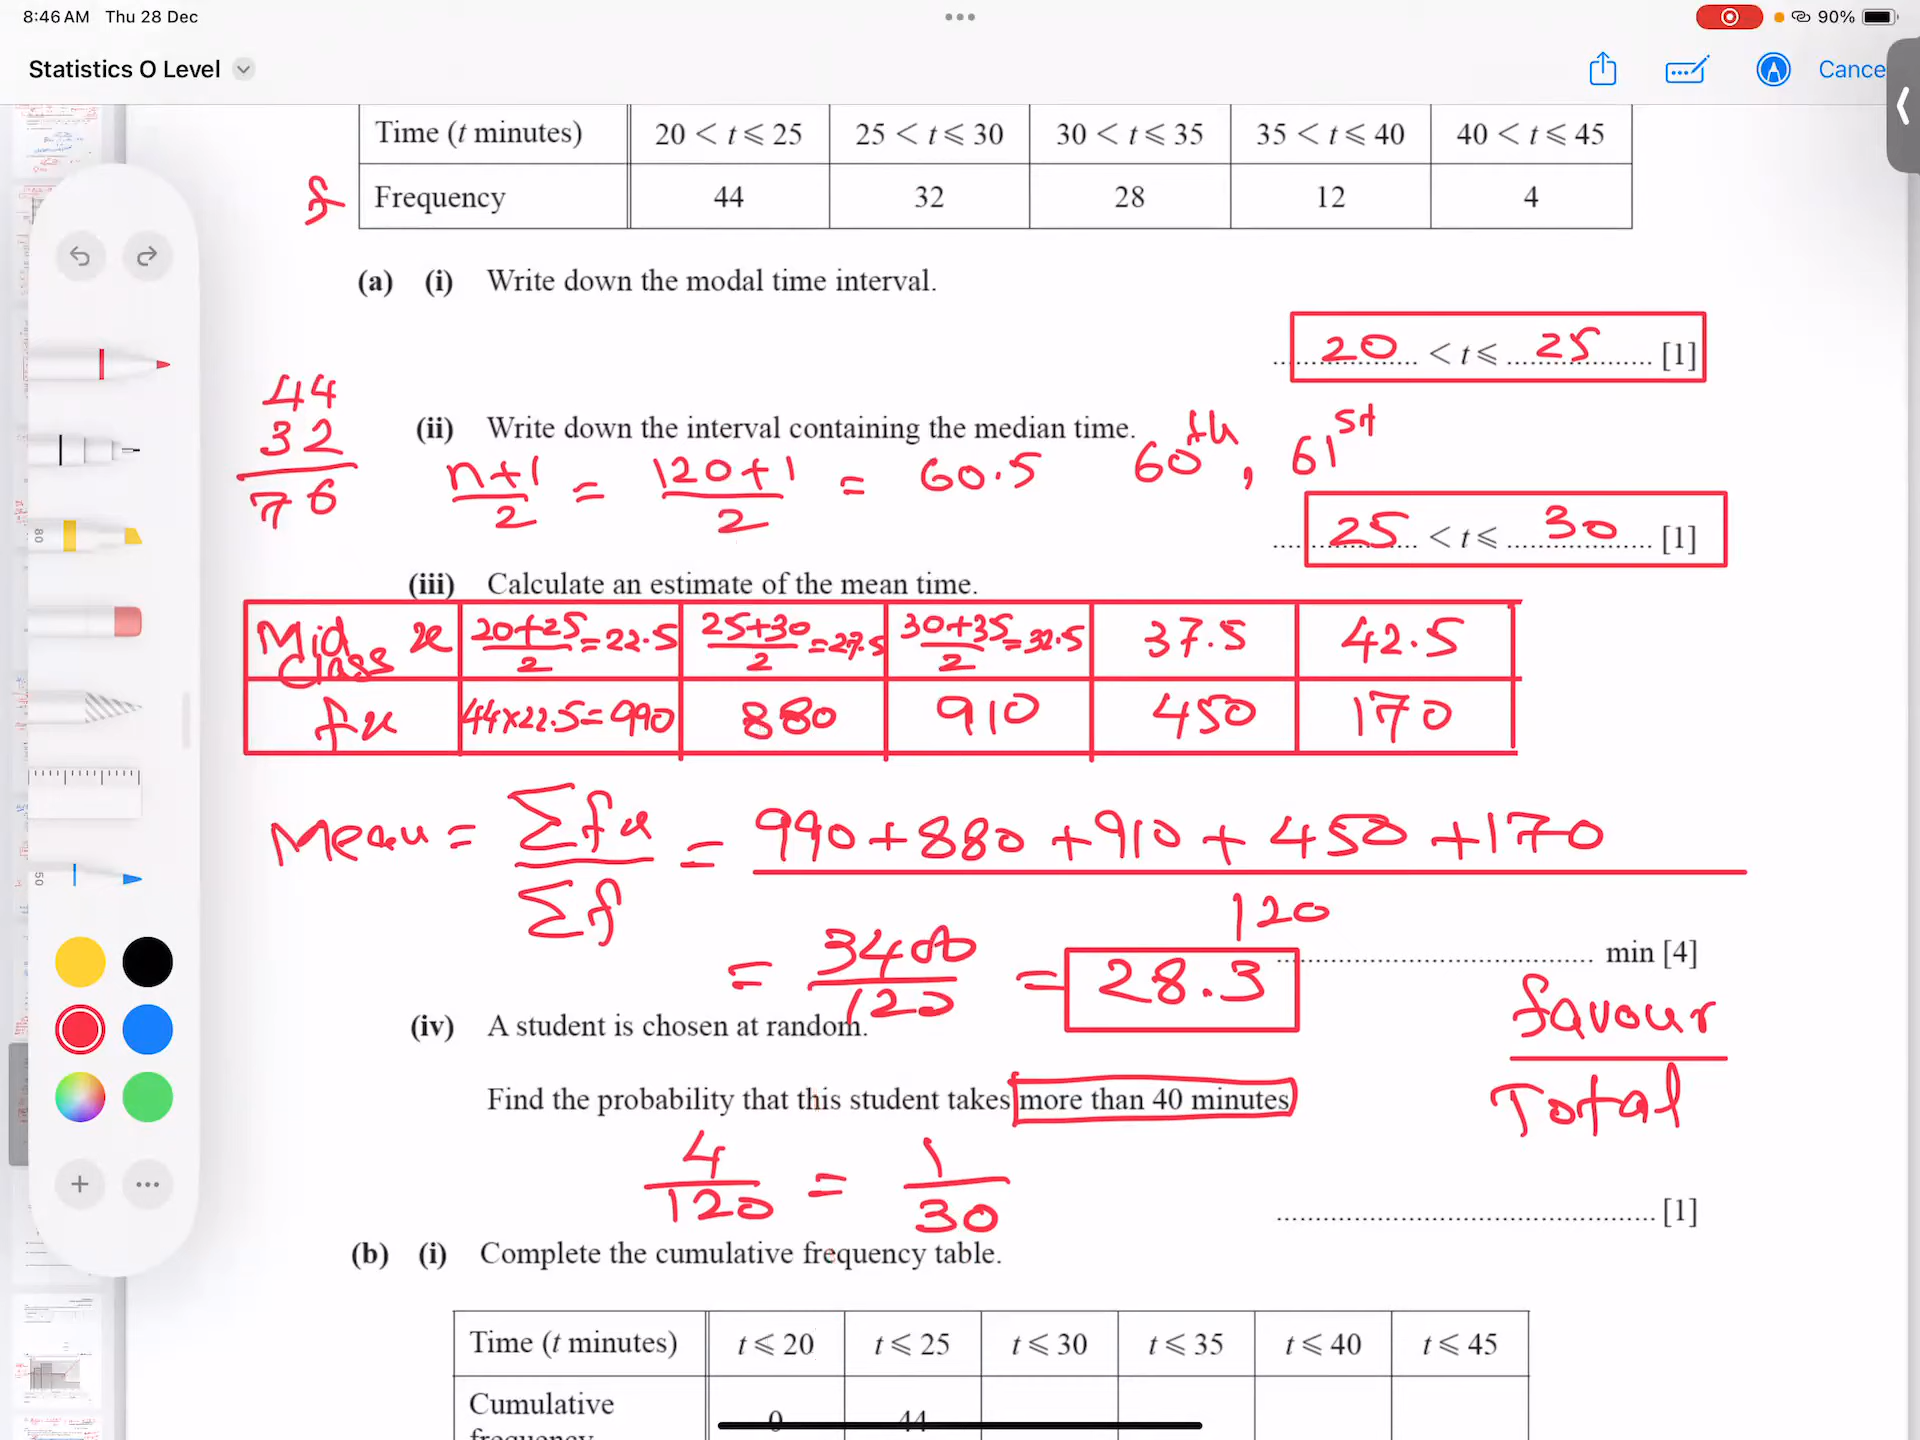 8:46 AM Thu 28 Dec
90%
Statistics O Level
Cance
Time (t minutes) 20 < t ⩽ 25 25 < t ⩽ 30 30 < t ⩽ 35 35 < t ⩽ 40 40 < t ⩽ 45
f Frequency 44 32 28 12 4
(a) (i) Write down the modal time interval.
20 < t ⩽ 25 [1]
44
32
76
(ii) Write down the interval containing the median time.
n+1/2 = 120+1/2 = 60.5 60th, 61st
25 < t ⩽ 30 [1]
(iii) Calculate an estimate of the mean time.
Mid Class x 20+25/2 = 22.5 25+30/2 = 27.5 30+35/2 = 32.5 37.5 42.5
fx 44×22.5=990 880 910 450 170
Mean = Σfx/Σf = 990+880+910+450+170/120
= 3400/120 = 28.3
min [4]
(iv) A student is chosen at random.
favour/Total
Find the probability that this student takes more than 40 minutes
4/120 = 1/30
[1]
(b) (i) Complete the cumulative frequency table.
Time (t minutes) t ⩽ 20 t ⩽ 25 t ⩽ 30 t ⩽ 35 t ⩽ 40 t ⩽ 45
Cumulative
frequency 0 44
80
50